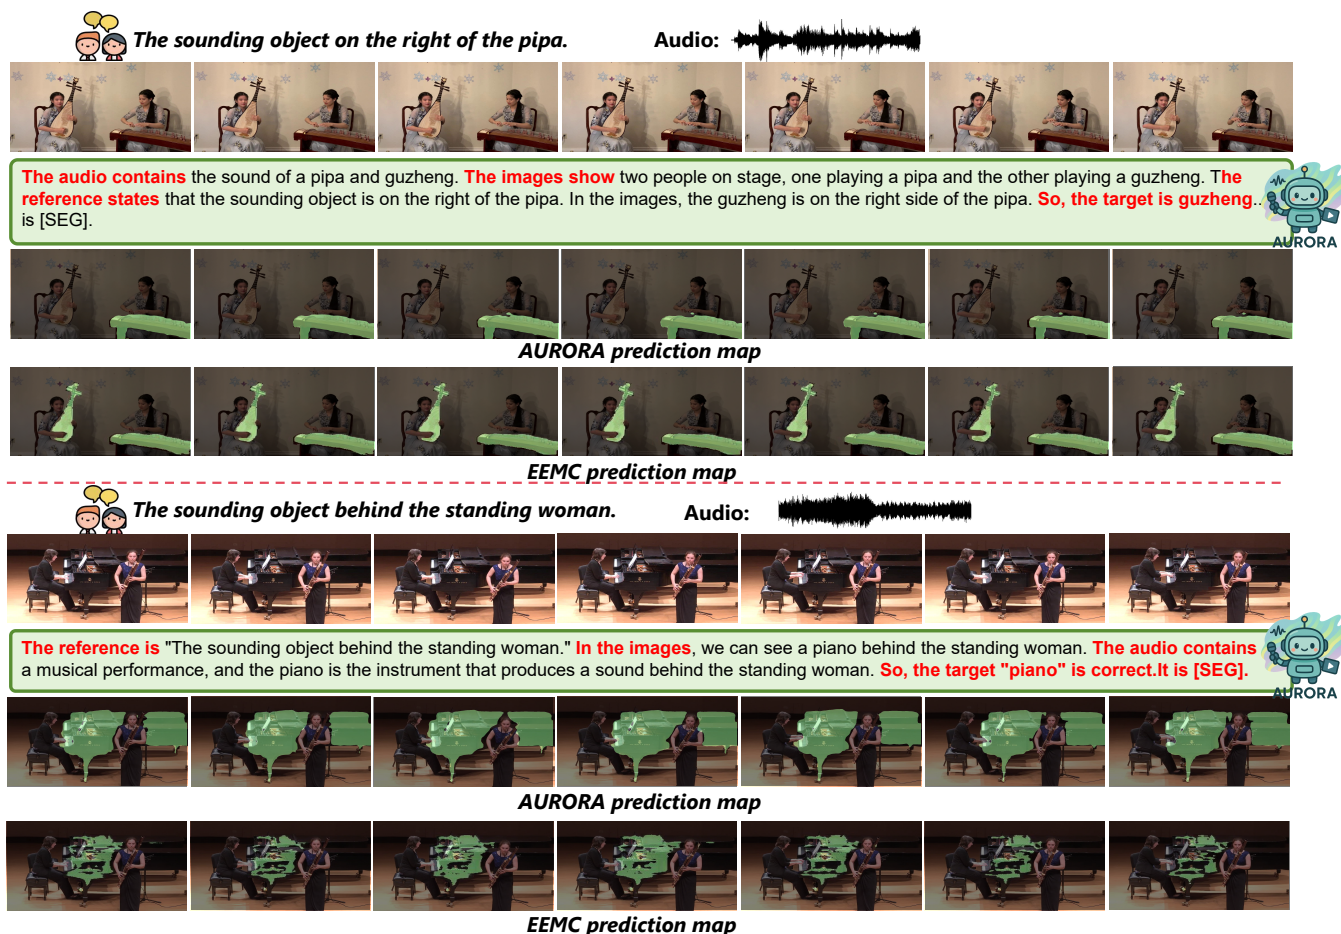 The sounding object on the right of the pipa.
Audio:
The audio contains the sound of a pipa and guzheng. The images show two people on stage, one playing a pipa and the other playing a guzheng. The
reference states that the sounding object is on the right of the pipa. In the images, the guzheng is on the right side of the pipa. So, the target is guzheng..
is [SEG].
AURORA
AURORA prediction map
EEMC prediction map
The sounding object behind the standing woman.
Audio:
The reference is "The sounding object behind the standing woman." In the images, we can see a piano behind the standing woman. The audio contains
a musical performance, and the piano is the instrument that produces a sound behind the standing woman. So, the target "piano" is correct.It is [SEG].
AURORA
AURORA prediction map
EEMC prediction map